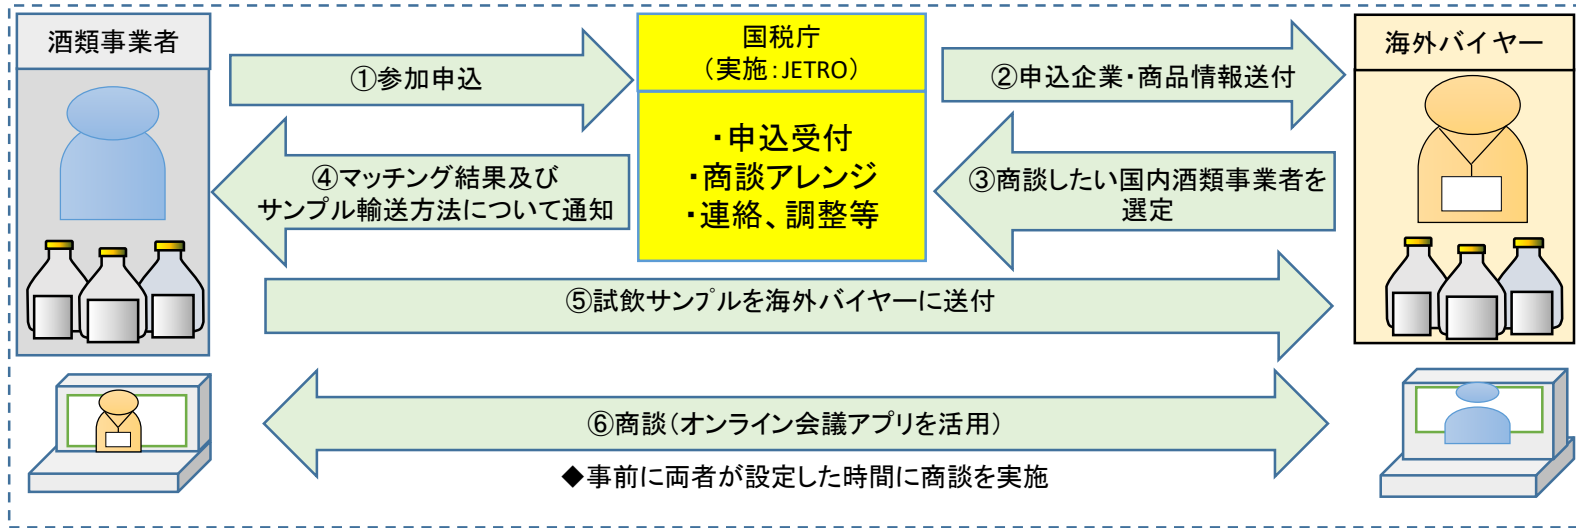 酒類事業者
国税庁
（実施：JETRO）
海外バイヤー
①参加申込
②申込企業・商品情報送付
・申込受付
・商談アレンジ
・連絡、調整等
④マッチング結果及び
サンプル輸送方法について通知
③商談したい国内酒類事業者を
選定
⑤試飲サンプルを海外バイヤーに送付
⑥商談（オンライン会議アプリを活用）
◆事前に両者が設定した時間に商談を実施